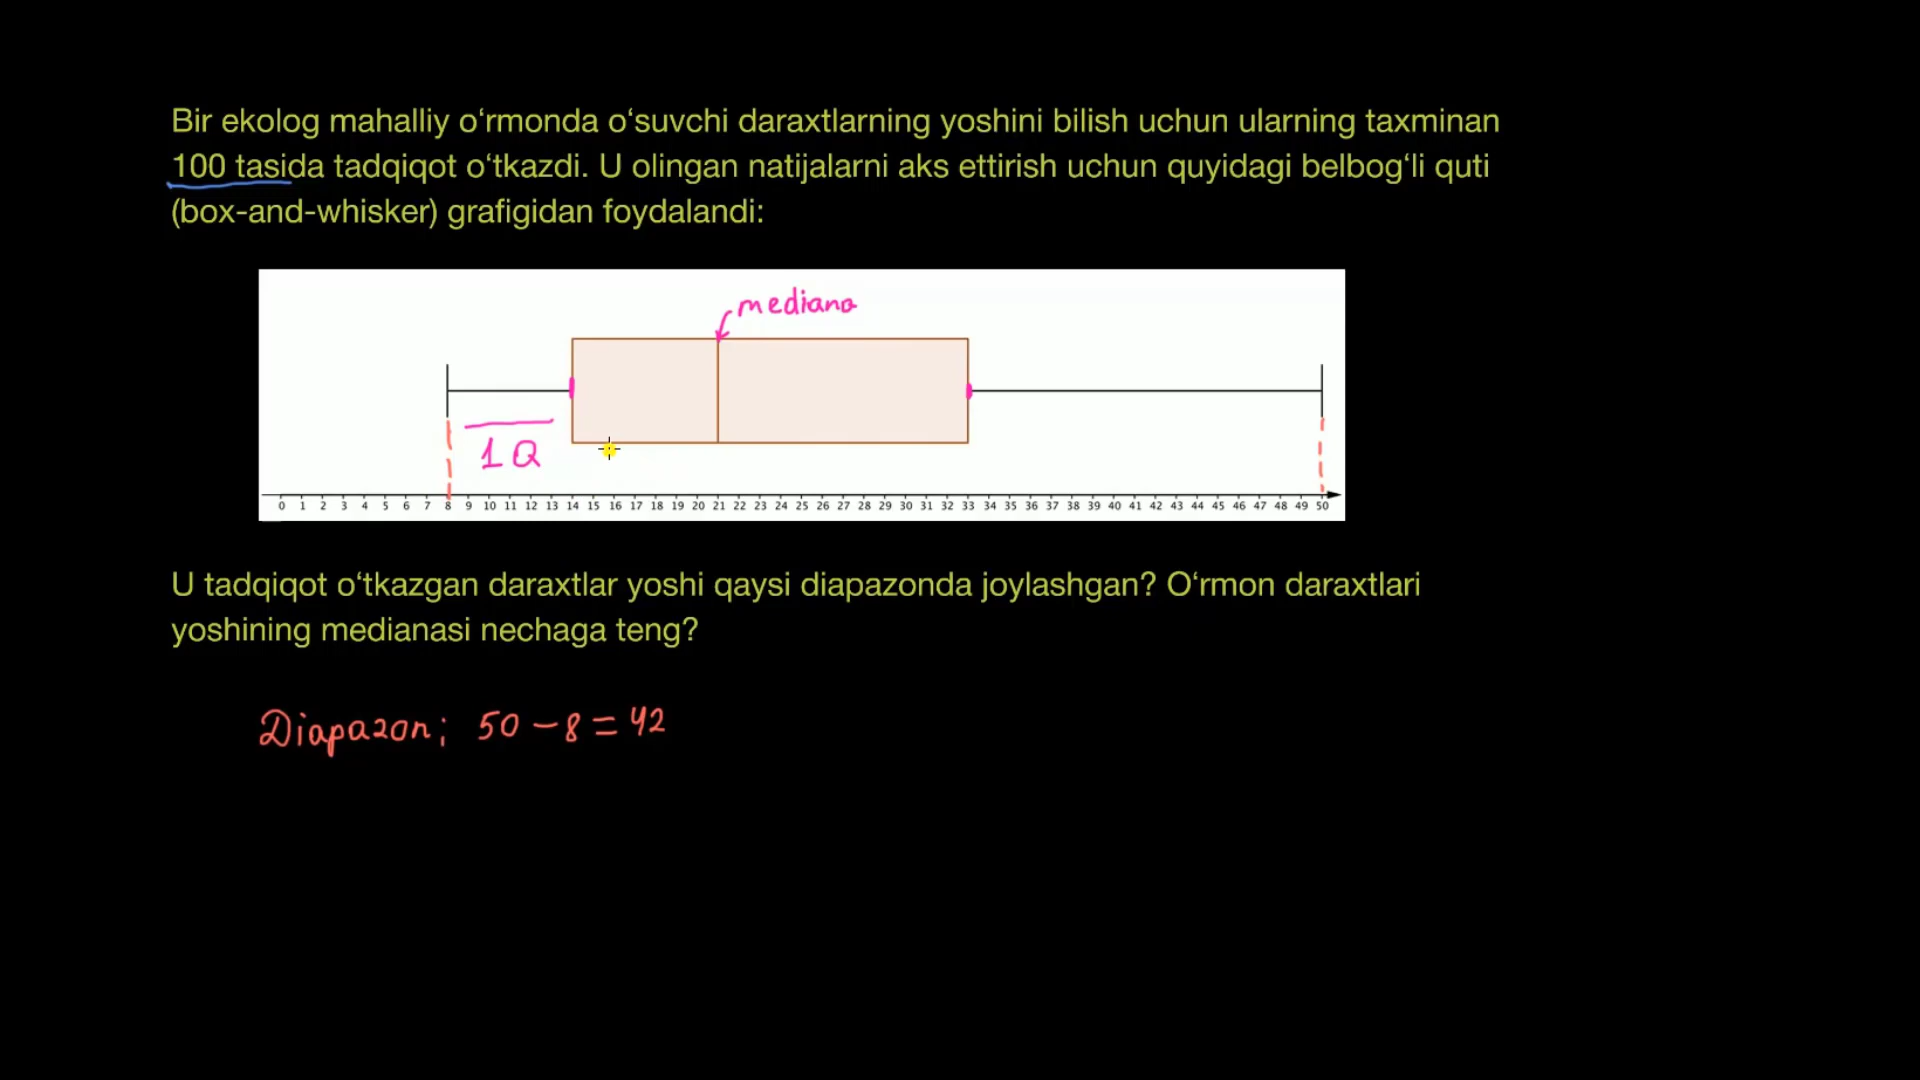 Bir ekolog mahalliy o‘rmonda o‘suvchi daraxtlarning yoshini bilish uchun ularning taxminan
100 tasida tadqiqot o‘tkazdi. U olingan natijalarni aks ettirish uchun quyidagi belbog‘li quti
(box-and-whisker) grafigidan foydalandi:
mediana
1Q
0 1 2 3 4 5 6 7 8 9 10 11 12 13 14 15 16 17 18 19 20 21 22 23 24 25 26 27 28 29 30 31 32 33 34 35 36 37 38 39 40 41 42 43 44 45 46 47 48 49 50
U tadqiqot o‘tkazgan daraxtlar yoshi qaysi diapazonda joylashgan? O‘rmon daraxtlari
yoshining medianasi nechaga teng?
Diapazon; 50 – 8 = 42